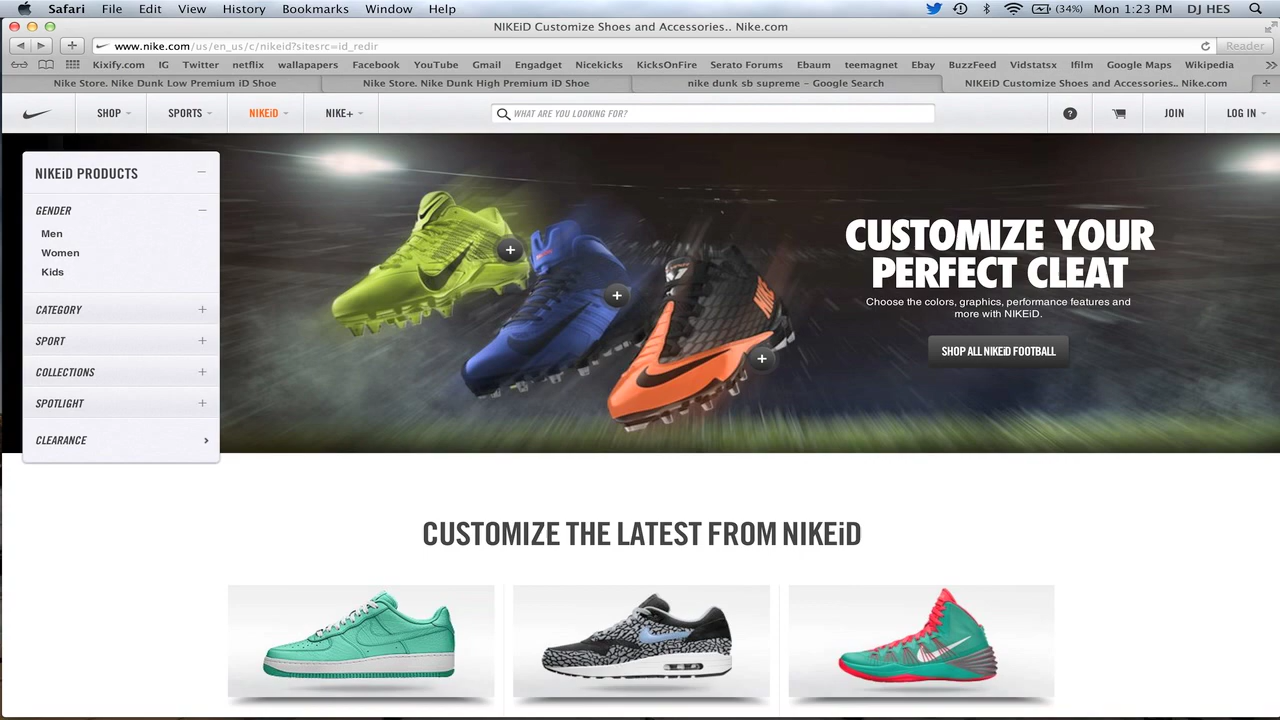 Safari File Edit View History Bookmarks Window Help (34%) Mon 1:23 PM DJ HES
NIKEiD Customize Shoes and Accessories.. Nike.com
www.nike.com/us/en_us/c/nikeid?sitesrc=id_redir Reader
Kixify.com IG Twitter netflix wallapapers Facebook YouTube Gmail Engadget Nicekicks KicksOnFire Serato Forums Ebaum teemagnet Ebay BuzzFeed Vidstatsx Ifilm Google Maps Wikipedia
Nike Store. Nike Dunk Low Premium iD Shoe Nike Store. Nike Dunk High Premium iD Shoe nike dunk sb supreme – Google Search NIKEiD Customize Shoes and Accessories.. Nike.com
SHOP SPORTS NIKEiD NIKE+ WHAT ARE YOU LOOKING FOR? ? JOIN LOG IN
NIKEiD PRODUCTS
GENDER
Men
Women
Kids
CATEGORY
SPORT
COLLECTIONS
SPOTLIGHT
CLEARANCE
CUSTOMIZE YOUR
PERFECT CLEAT
Choose the colors, graphics, performance features and
more with NIKEiD.
SHOP ALL NIKEiD FOOTBALL
CUSTOMIZE THE LATEST FROM NIKEiD